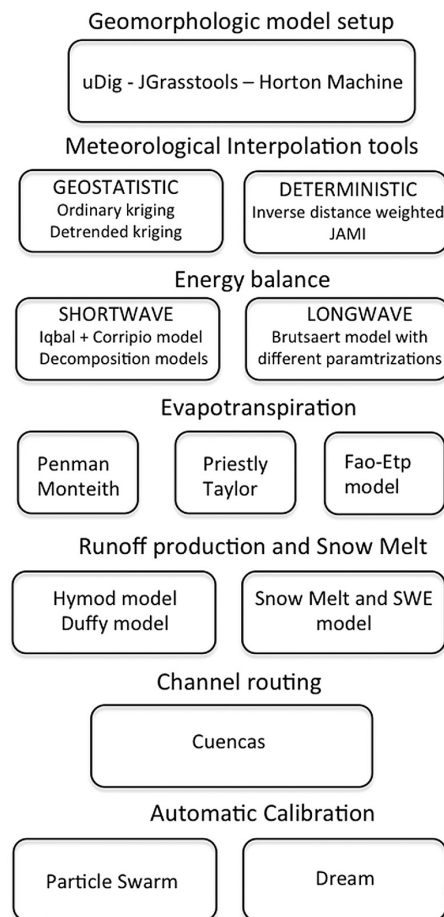 Geomorphologic model setup
uDig - JGrasstools – Horton Machine
Meteorological Interpolation tools
GEOSTATISTIC
Ordinary kriging
Detrended kriging
DETERMINISTIC
Inverse distance weighted
JAMI
Energy balance
SHORTWAVE
Iqbal + Corripio model
Decomposition models
LONGWAVE
Brutsaert model with
different paramtrizations
Evapotranspiration
Penman
Monteith
Priestly
Taylor
Fao-Etp
model
Runoff production and Snow Melt
Hymod model
Duffy model
Snow Melt and SWE
model
Channel routing
Cuencas
Automatic Calibration
Particle Swarm
Dream